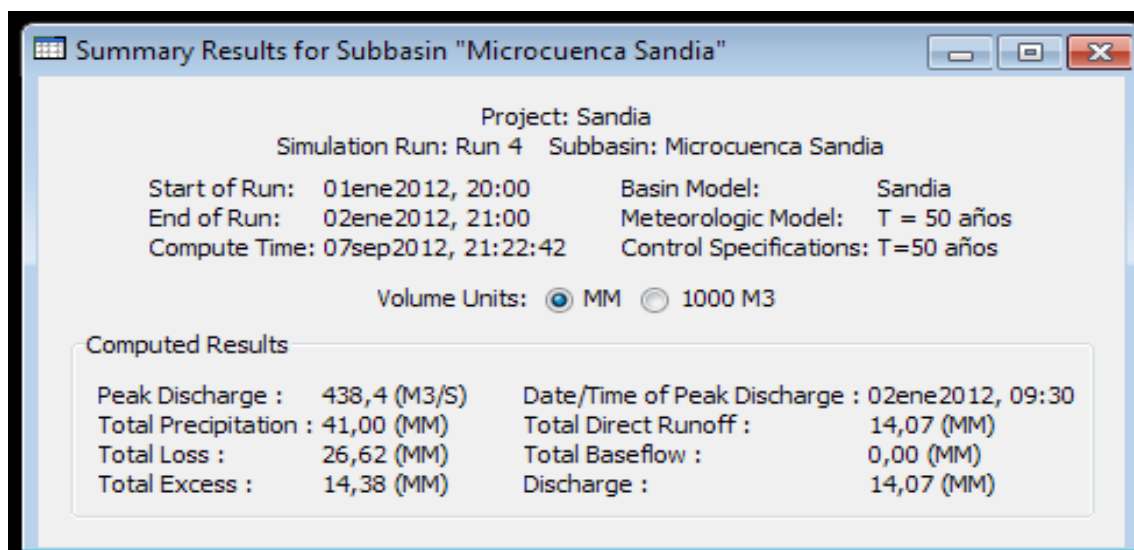 Summary Results for Subbasin "Microcuenca Sandia"
Project: Sandia
Simulation Run: Run 4 Subbasin: Microcuenca Sandia
Start of Run: 01ene2012, 20:00 Basin Model: Sandia
End of Run: 02ene2012, 21:00 Meteorologic Model: T = 50 años
Compute Time: 07sep2012, 21:22:42 Control Specifications: T=50 años
Volume Units: MM 1000 M3
Computed Results
Peak Discharge : 438,4 (M3/S) Date/Time of Peak Discharge : 02ene2012, 09:30
Total Precipitation : 41,00 (MM) Total Direct Runoff : 14,07 (MM)
Total Loss : 26,62 (MM) Total Baseflow : 0,00 (MM)
Total Excess : 14,38 (MM) Discharge : 14,07 (MM)